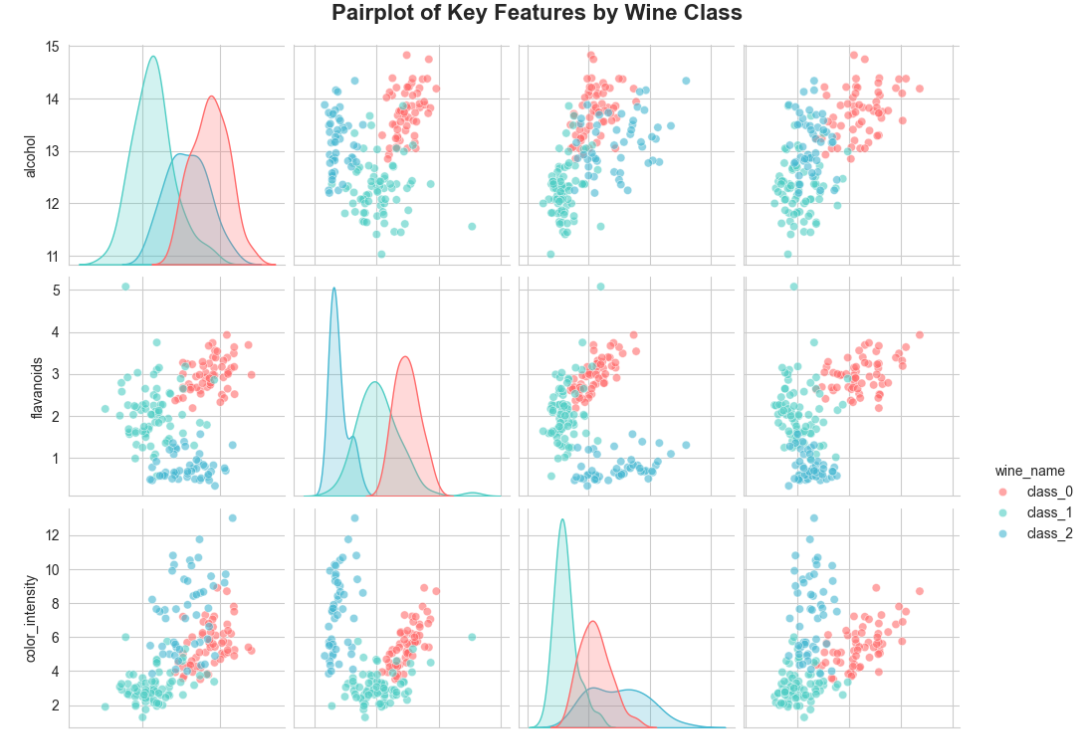 Pairplot of Key Features by Wine Class
15
14
13
12
11
alcohol
5
4
3
2
1
flavanoids
12
10
8
6
4
2
color_intensity
wine_name
class_0
class_1
class_2